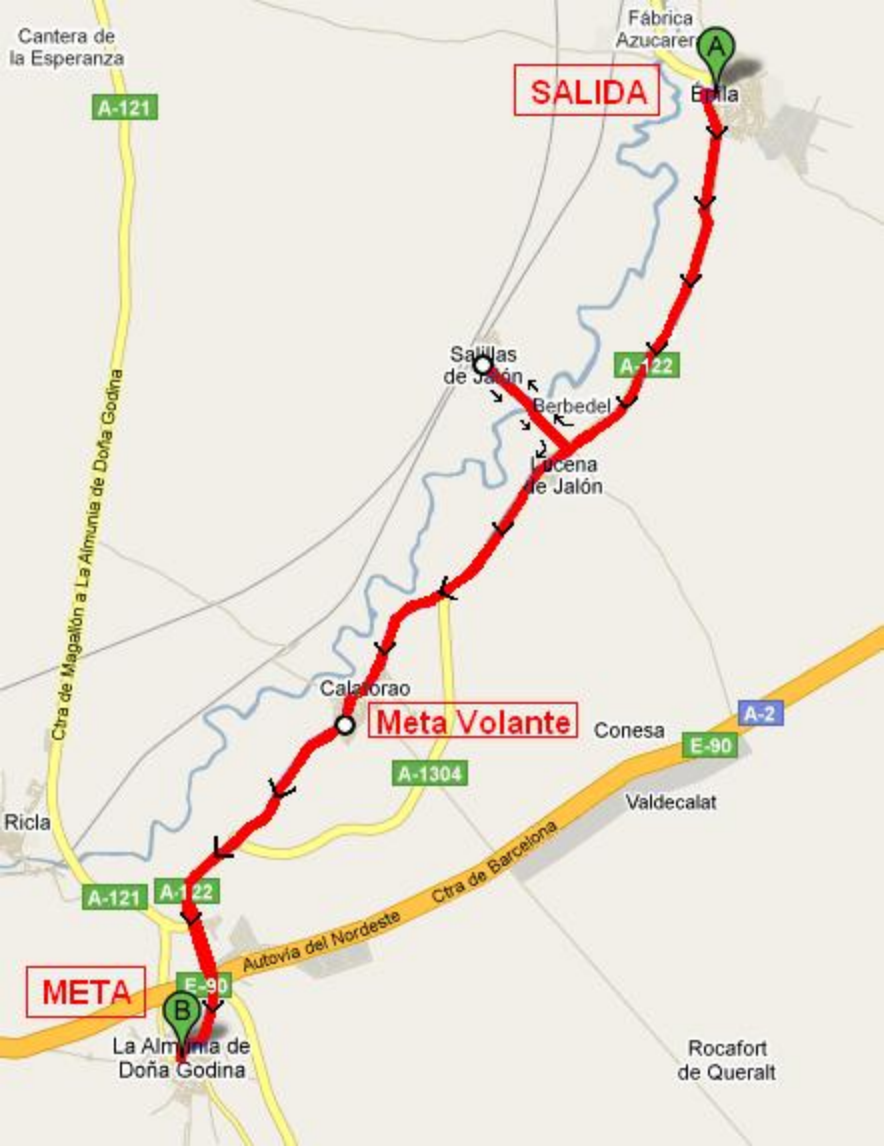 Fábrica
Azucarer
Cantera de
la Esperanza
A
SALIDA
Épila
A-121
Salillas
de Jalón
A-122
Berbedel
Lucena
de Jalón
Ctra de Magallón a La Almunia de Doña Godina
Calatorao
Meta Volante
A-2
Conesa
E-90
A-1304
Valdecalat
Ricla
Ctra de Barcelona
A-121
A-122
Autovía del Nordeste
E-90
META
B
La Almunia de
Doña Godina
Rocafort
de Queralt